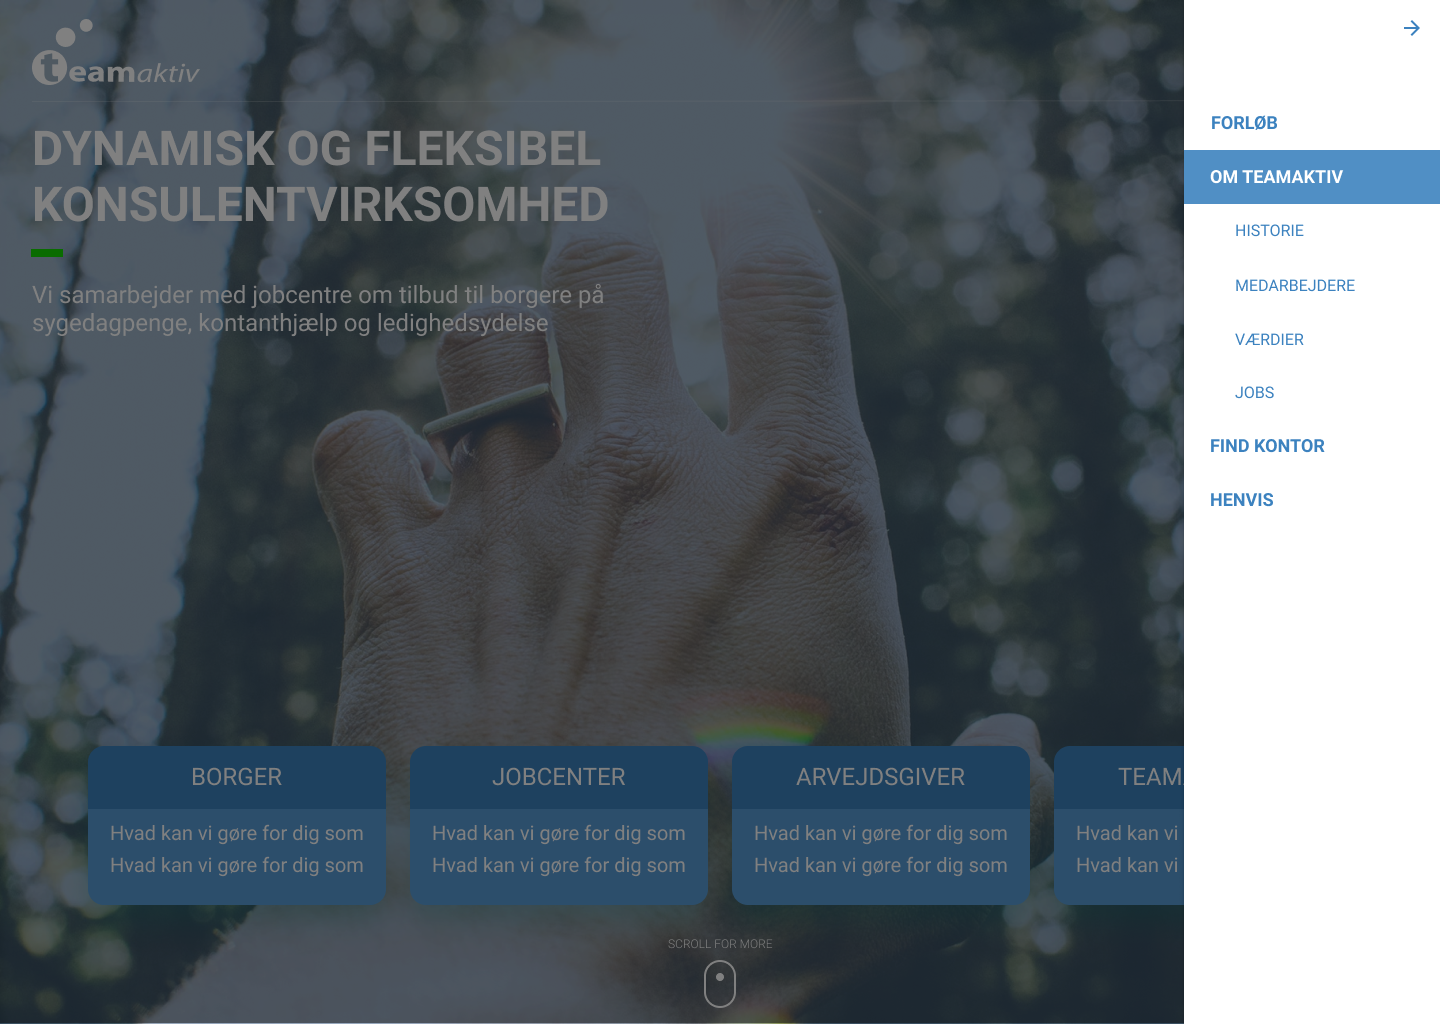 teamaktiv
DYNAMISK OG FLEKSIBEL
KONSULENTVIRKSOMHED
Vi samarbejder med jobcentre om tilbud til borgere på
sygedagpenge, kontanthjælp og ledighedsydelse
BORGER
Hvad kan vi gøre for dig som
Hvad kan vi gøre for dig som
JOBCENTER
Hvad kan vi gøre for dig som
Hvad kan vi gøre for dig som
ARVEJDSGIVER
Hvad kan vi gøre for dig som
Hvad kan vi gøre for dig som
TEAM
Hvad kan vi
Hvad kan vi
SCROLL FOR MORE
FORLØB
OM TEAMAKTIV
HISTORIE
MEDARBEJDERE
VÆRDIER
JOBS
FIND KONTOR
HENVIS